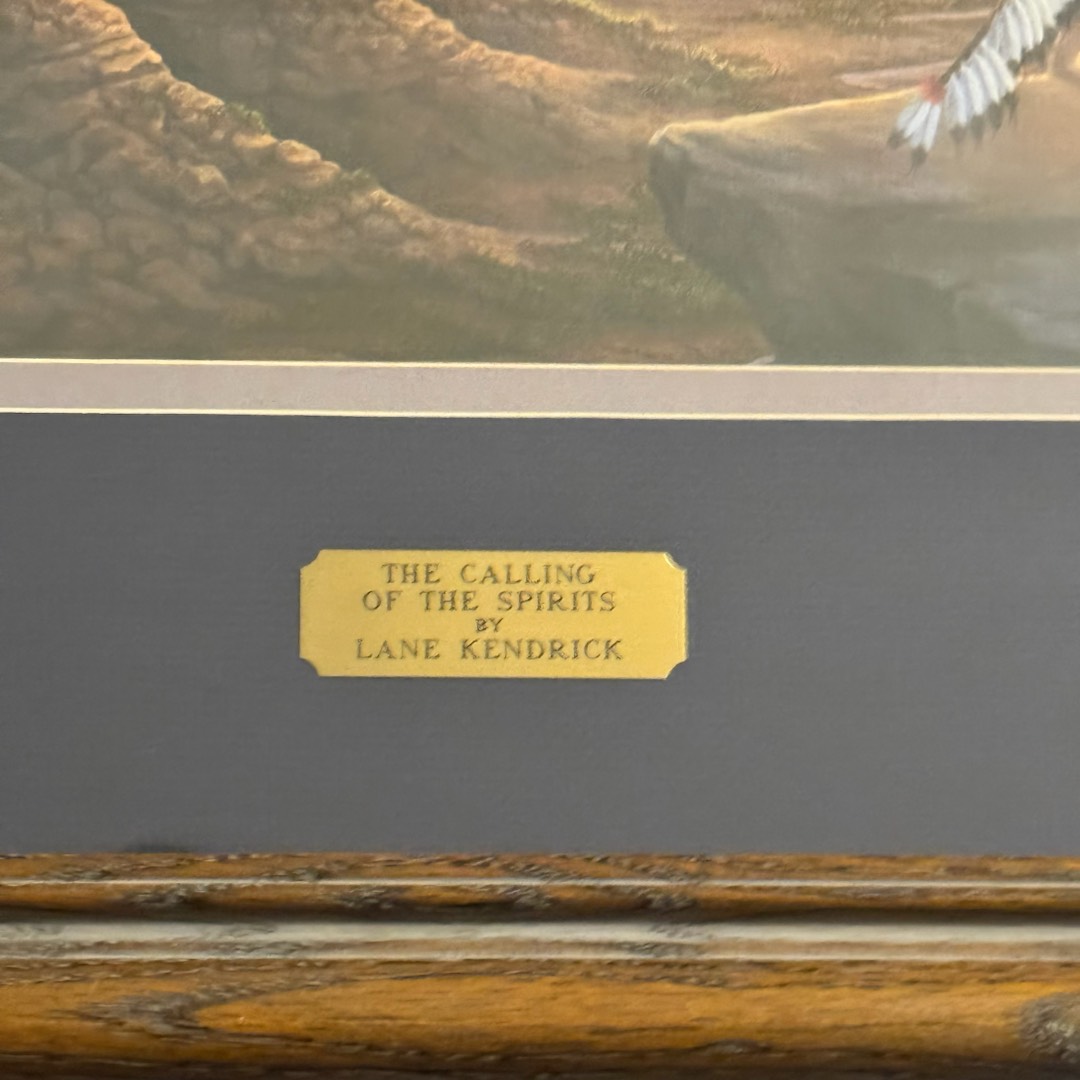 THE CALLING
OF THE SPIRITS
BY
LANE KENDRICK